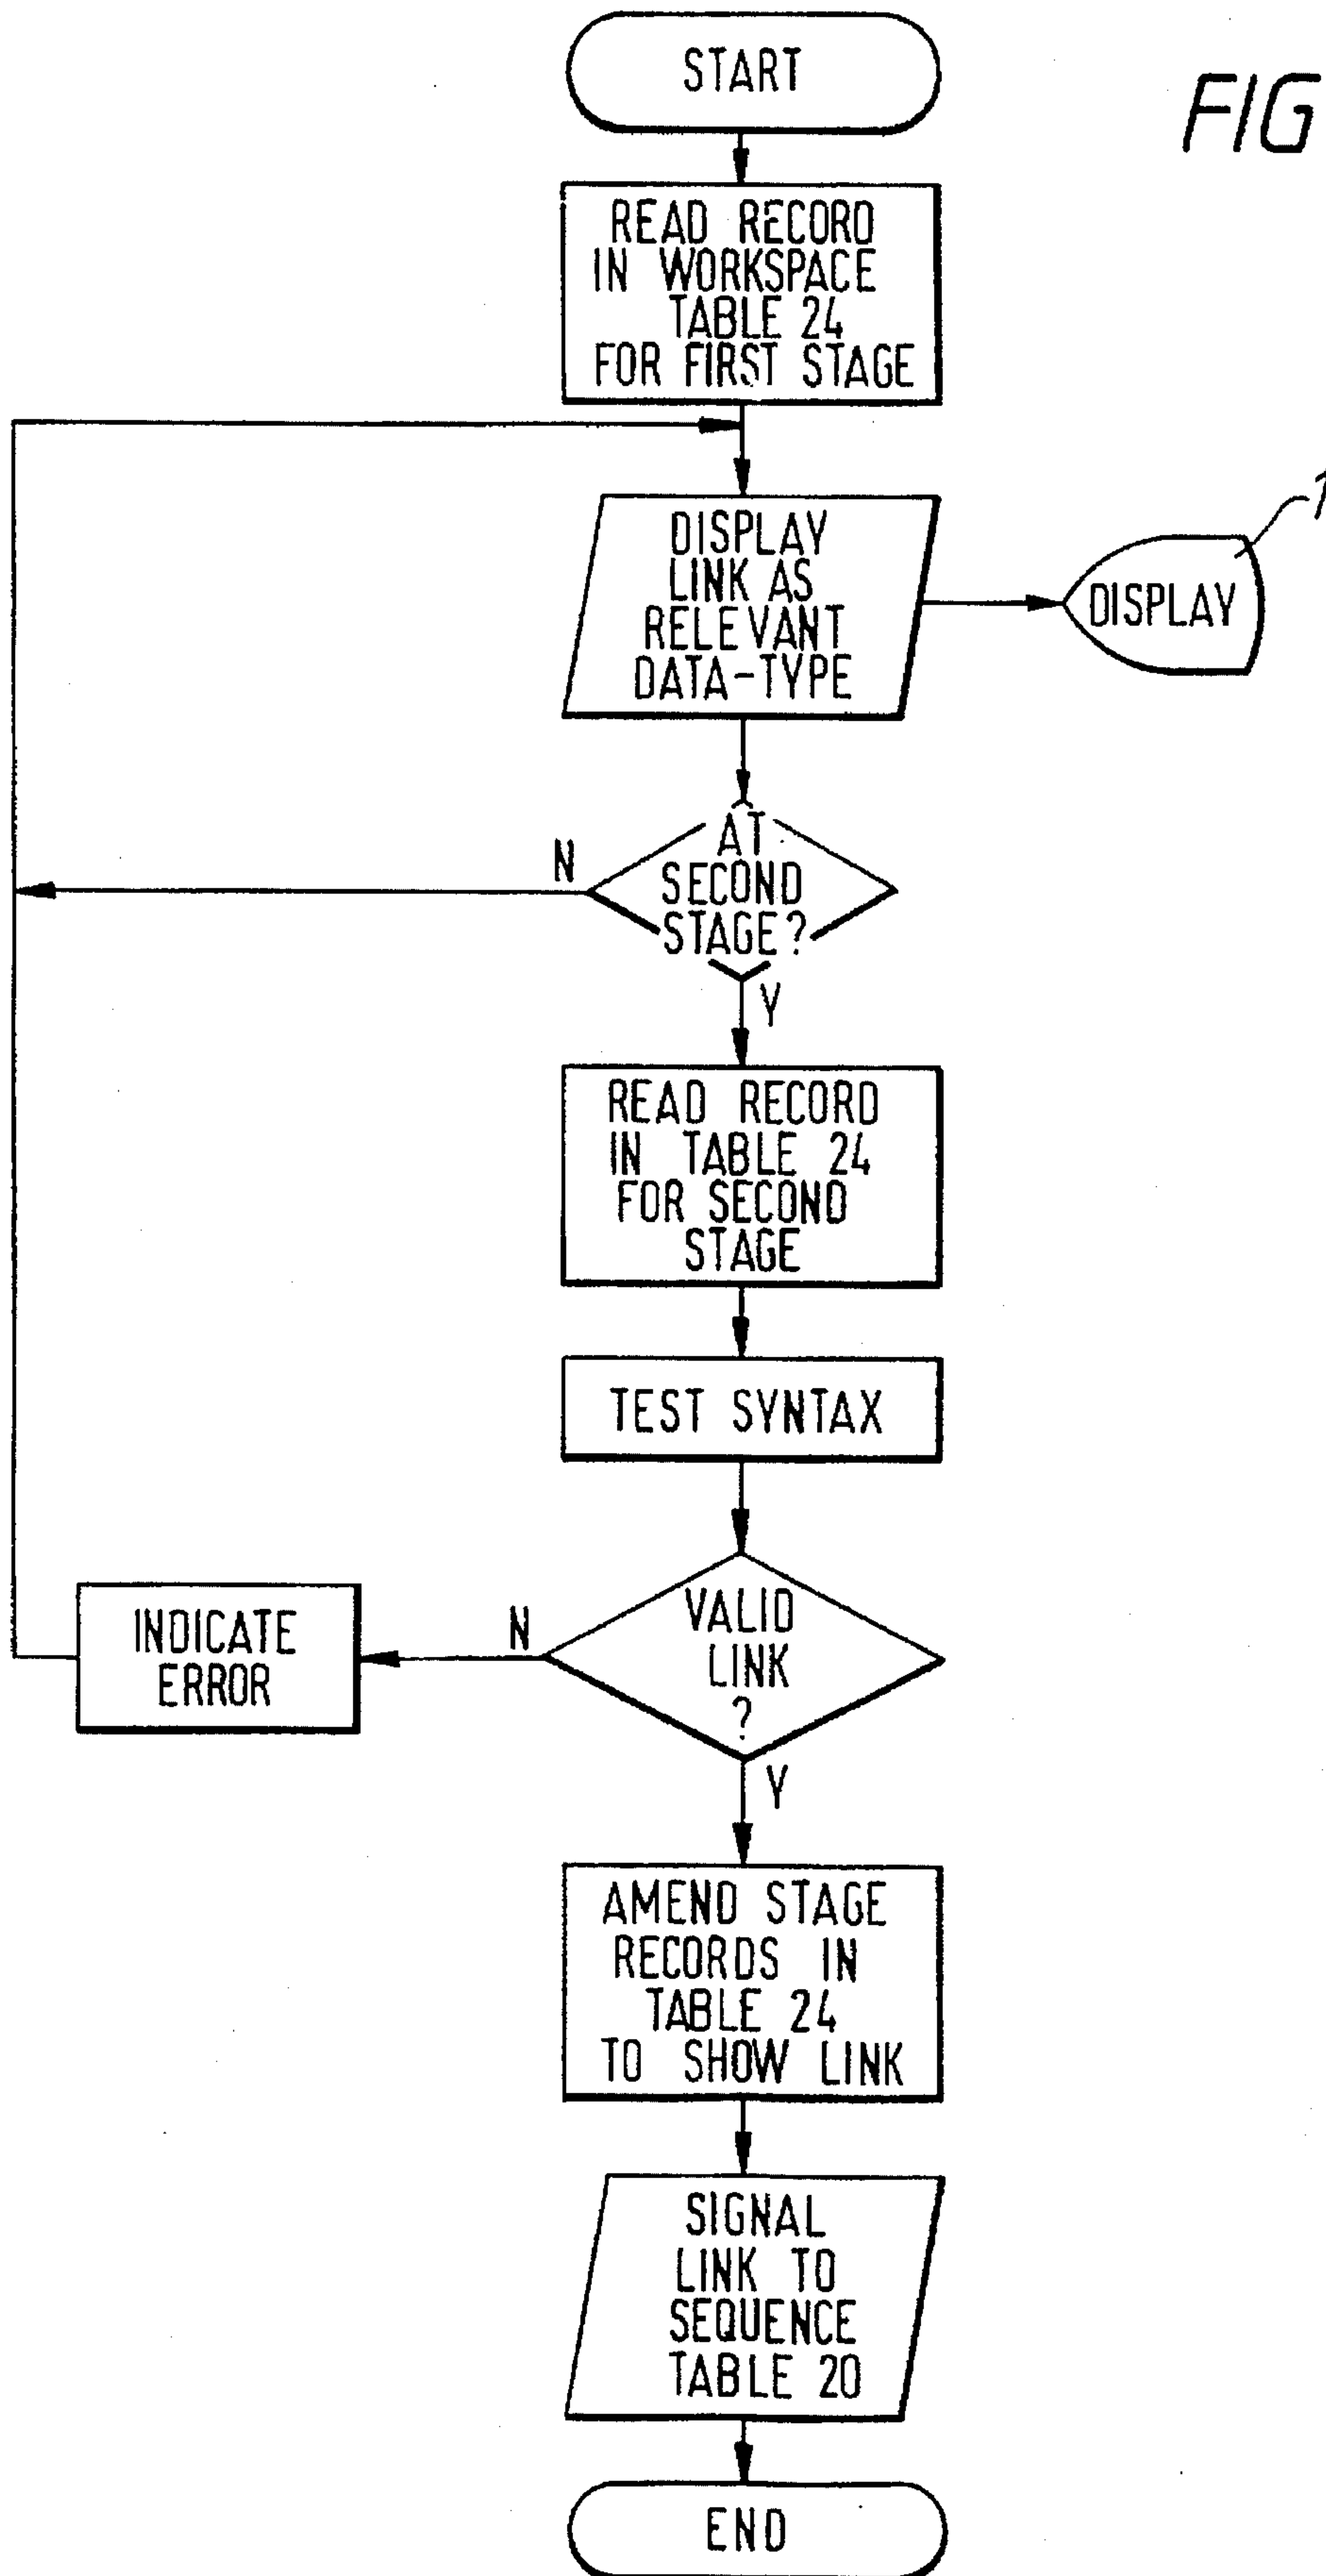 START
FIG
READ RECORD
IN WORKSPACE
TABLE 24
FOR FIRST STAGE
DISPLAY
LINK AS
RELEVANT
DATA-TYPE
DISPLAY
AT
SECOND
STAGE?
N
Y
READ RECORD
IN TABLE 24
FOR SECOND
STAGE
TEST SYNTAX
VALID
LINK
?
N
INDICATE
ERROR
Y
AMEND STAGE
RECORDS IN
TABLE 24
TO SHOW LINK
SIGNAL
LINK TO
SEQUENCE
TABLE 20
END